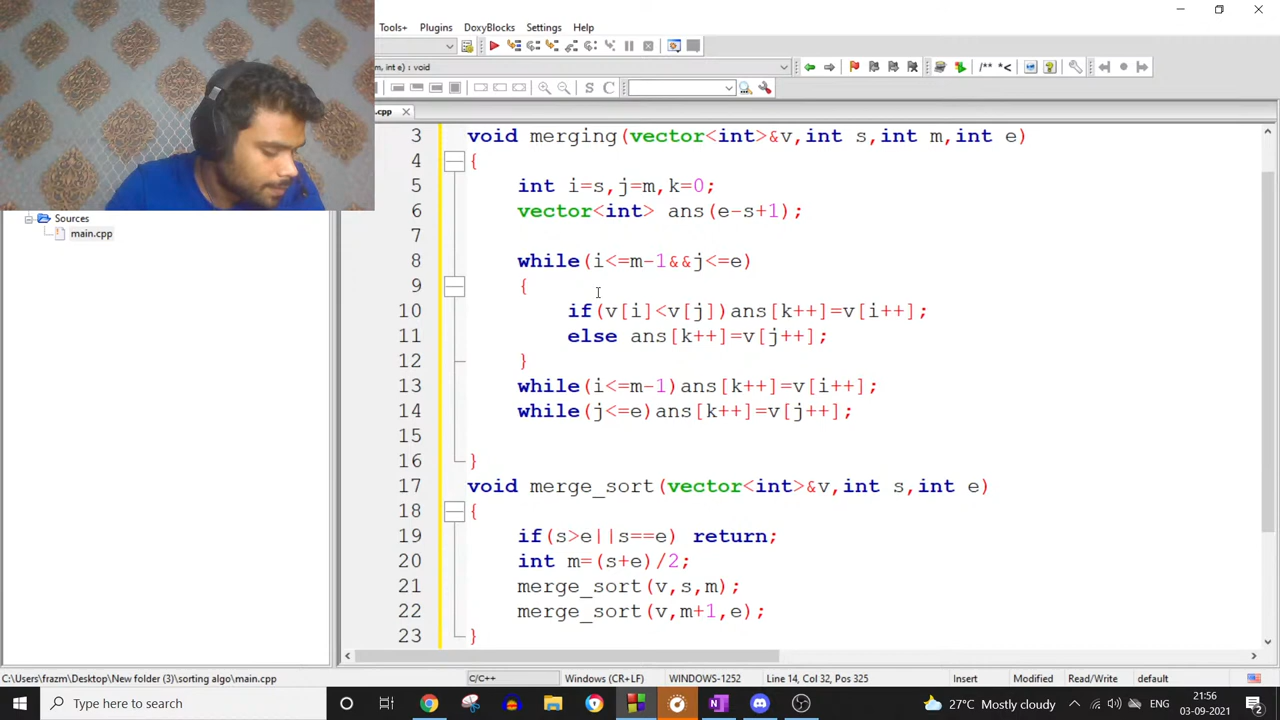 Tools+ Plugins DoxyBlocks Settings Help
m, int e) : void
.cpp
Sources
main.cpp
3 void merging(vector<int>&v,int s,int m,int e)
4 {
5 int i=s,j=m,k=0;
6 vector<int> ans(e-s+1);
7
8 while(i<=m-1&&j<=e)
9 {
10 if(v[i]<v[j])ans[k++]=v[i++];
11 else ans[k++]=v[j++];
12 }
13 while(i<=m-1)ans[k++]=v[i++];
14 while(j<=e)ans[k++]=v[j++];
15
16 }
17 void merge_sort(vector<int>&v,int s,int e)
18 {
19 if(s>e||s==e) return;
20 int m=(s+e)/2;
21 merge_sort(v,s,m);
22 merge_sort(v,m+1,e);
23 }
C:\Users\frazm\Desktop\New folder (3)\sorting algo\main.cpp C/C++ Windows (CR+LF) WINDOWS-1252 Line 14, Col 32, Pos 325 Insert Modified Read/Write default
Type here to search 27°C Mostly cloudy ENG 21:56
03-09-2021